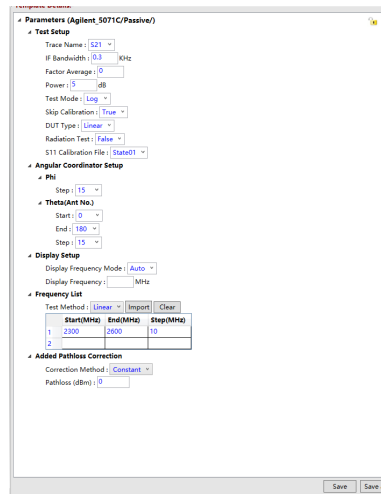 Template Details:
Parameters (Agilent_5071C/Passive/)
Test Setup
Trace Name : S21
IF Bandwidth : 0.3 KHz
Factor Average : 0
Power : 5 dB
Test Mode : Log
Skip Calibration : True
DUT Type : Linear
Radiation Test : False
S11 Calibration File : State01
Angular Coordinator Setup
Phi
Step : 15
Theta(Ant No.)
Start : 0
End : 180
Step : 15
Display Setup
Display Frequency Mode : Auto
Display Frequency : MHz
Frequency List
Test Method : Linear Import Clear
Start(MHz) End(MHz) Step(MHz)
1 2300 2600 10
2
Added Pathloss Correction
Correction Method : Constant
Pathloss (dBm) : 0
Save Save